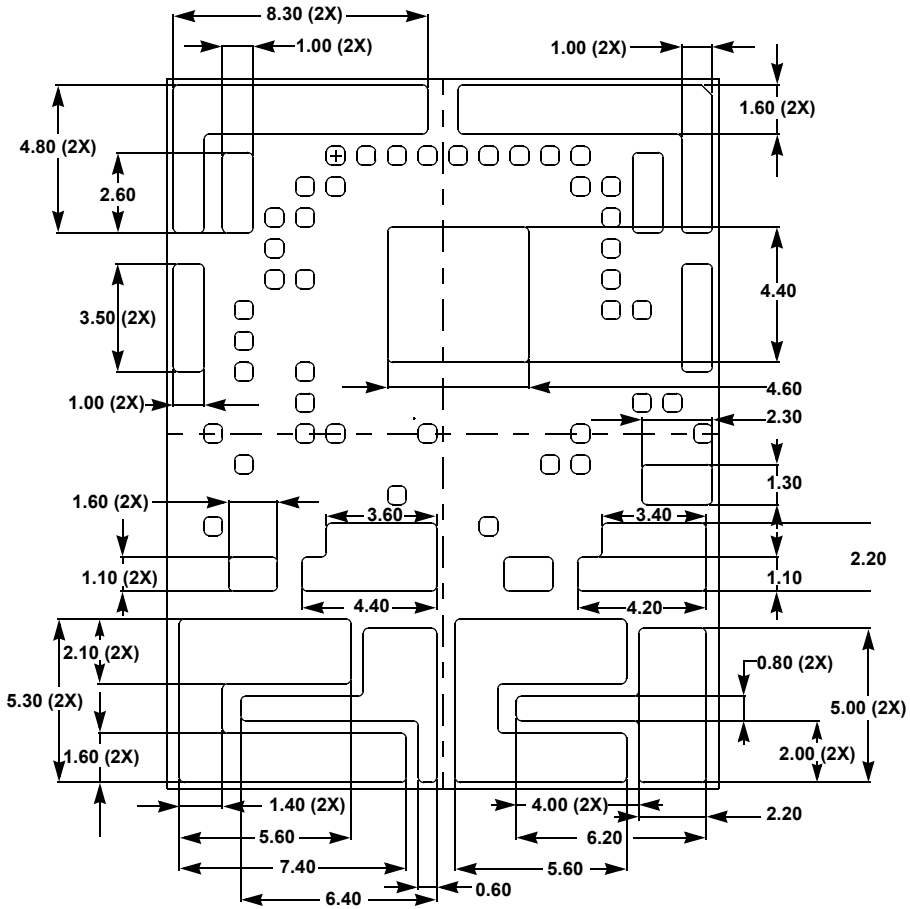 8.30 (2X)
1.00 (2X)
1.00 (2X)
1.60 (2X)
4.80 (2X)
2.60
4.40
3.50 (2X)
4.60
1.00 (2X)
2.30
1.30
1.60 (2X)
3.60
3.40
2.20
1.10 (2X)
1.10
4.40
4.20
2.10 (2X)
0.80 (2X)
5.30 (2X)
5.00 (2X)
1.60 (2X)
2.00 (2X)
1.40 (2X)
4.00 (2X)
2.20
5.60
6.20
7.40
5.60
6.40
0.60